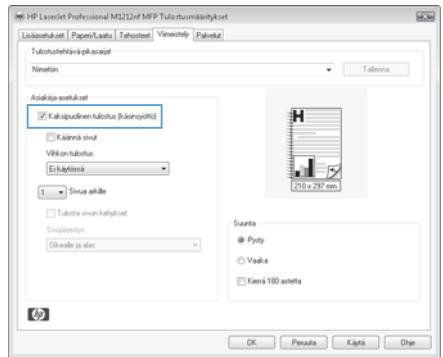 HP LaserJet Professional M1212nf MFP Tulostusmääritykset
Lisäasetukset Paperi/Laatu Tehosteet Viimeistely Palvelut
Tulostustehtävä-pikasarjat
Nimetön Tallenna
Asiakirja-asetukset
Kaksipuolinen tulostus (käsinsyöttö)
Käännä sivut
Vihkon tulostus
Ei käytössä
1 Sivua arkille
Tulosta sivun kehykset
Sivujärjestys:
Oikealle ja alas
H
210 x 297 mm
Suunta
Pysty
Vaaka
Kierrä 180 astetta
hp
OK Peruuta Käytä Ohje